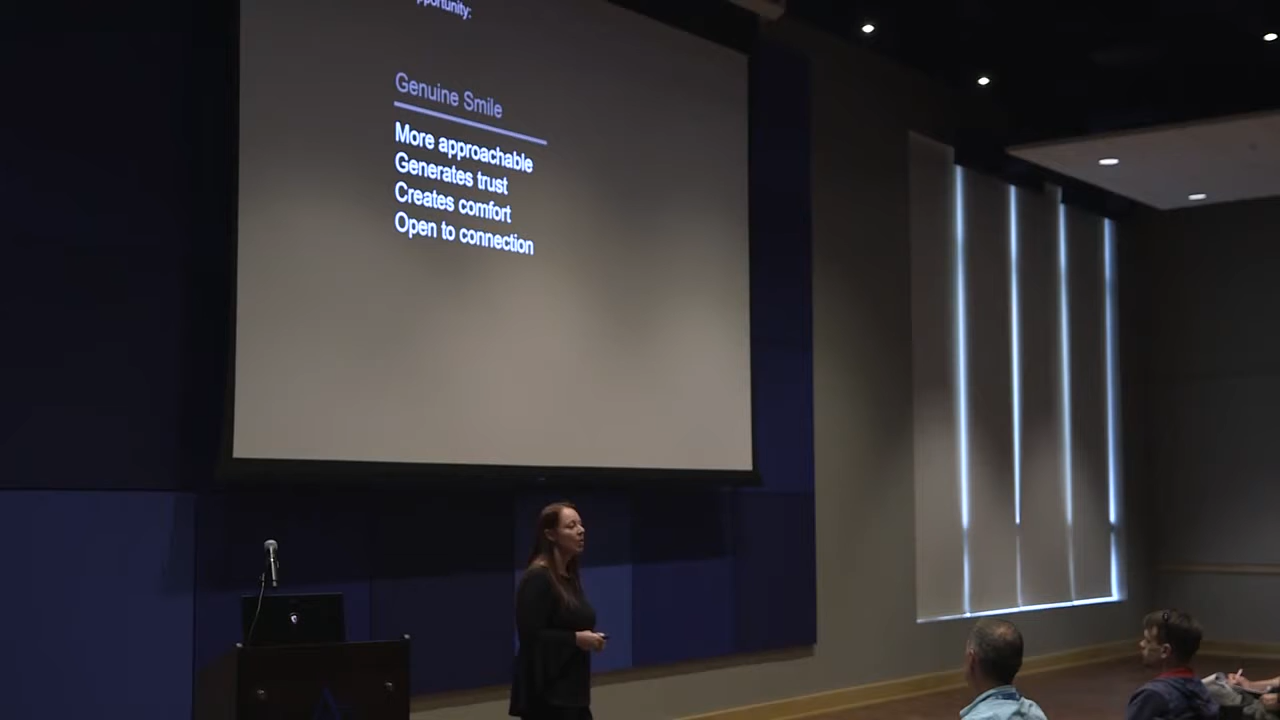 Genuine Smile
More approachable
Generates trust
Creates comfort
Open to connection